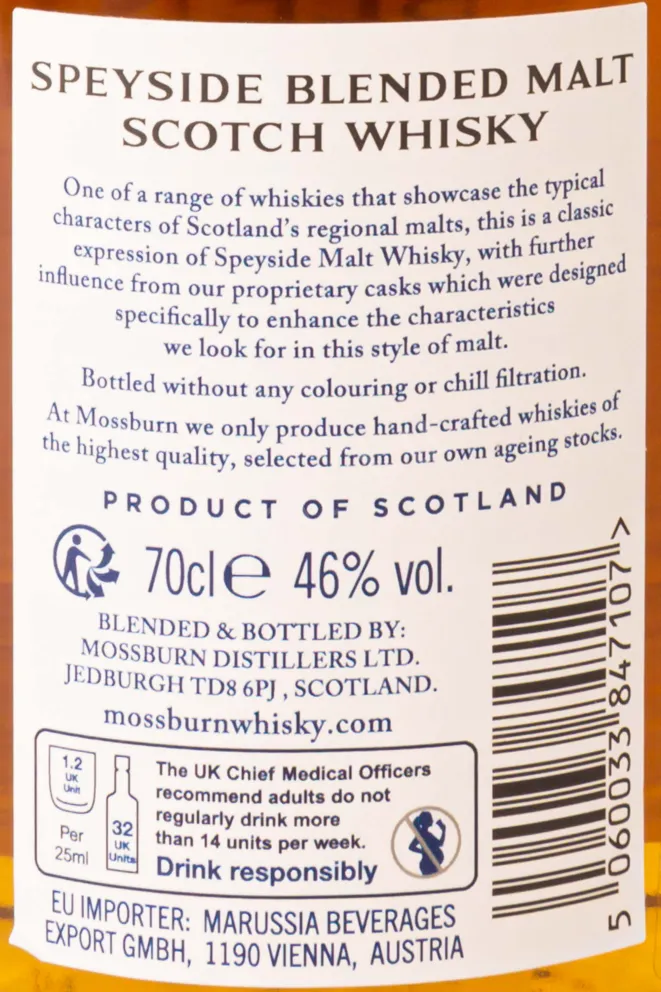 SPEYSIDE BLENDED MALT
SCOTCH WHISKY
One of a range of whiskies that showcase the typical
characters of Scotland's regional malts, this is a classic
expression of Speyside Malt Whisky, with further
influence from our proprietary casks which were designed
specifically to enhance the characteristics
we look for in this style of malt.
Bottled without any colouring or chill filtration.
At Mossburn we only produce hand-crafted whiskies of
the highest quality, selected from our own ageing stocks.
PRODUCT OF SCOTLAND
70cl e 46% vol.
BLENDED & BOTTLED BY:
MOSSBURN DISTILLERS LTD.
JEDBURGH TD8 6PJ , SCOTLAND.
mossburnwhisky.com
1.2
UK
Unit
Per
25ml
32
UK
Units
The UK Chief Medical Officers
recommend adults do not
regularly drink more
than 14 units per week.
Drink responsibly
EU IMPORTER: MARUSSIA BEVERAGES
EXPORT GMBH, 1190 VIENNA, AUSTRIA
5 060033 847107 >